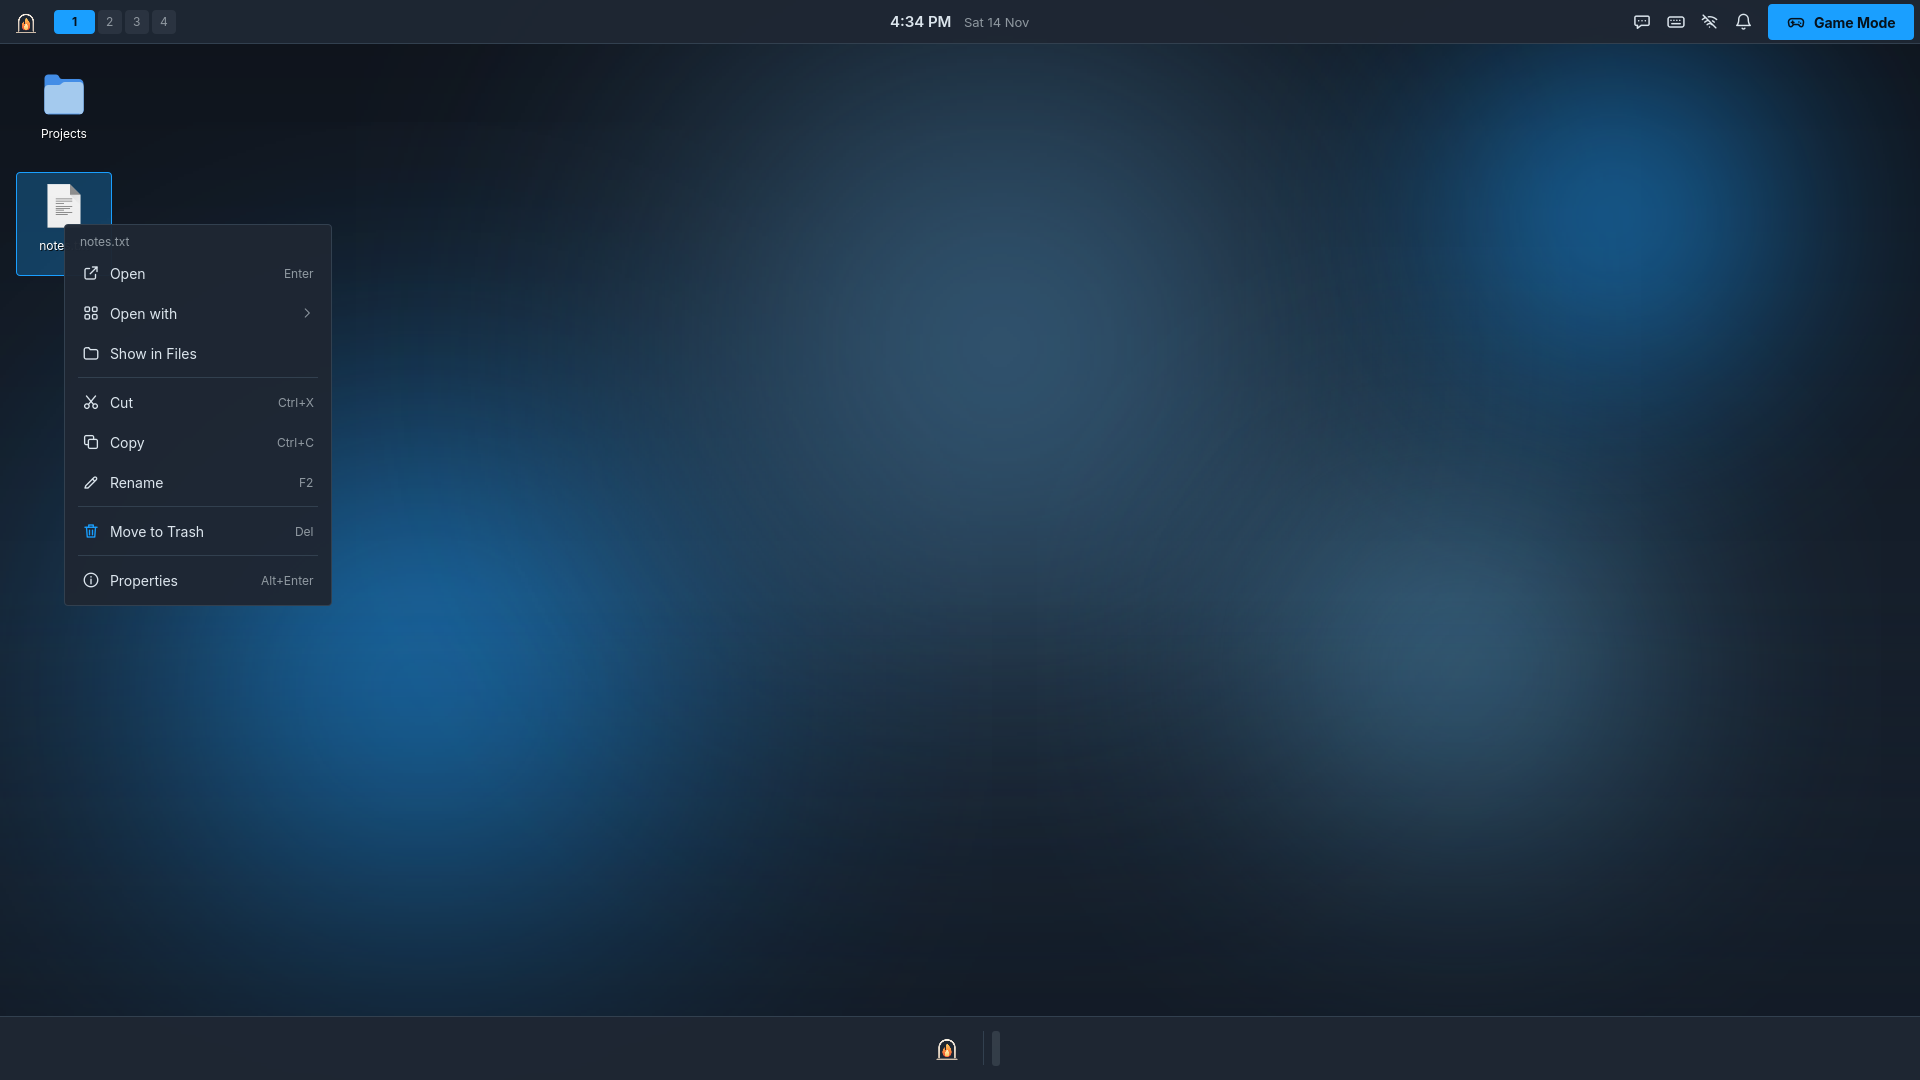 1 2 3 4 4:34 PM Sat 14 Nov Game Mode
Projects
notes.txt
Open Enter
Open with
Show in Files
Cut Ctrl+X
Copy Ctrl+C
Rename F2
Move to Trash Del
Properties Alt+Enter